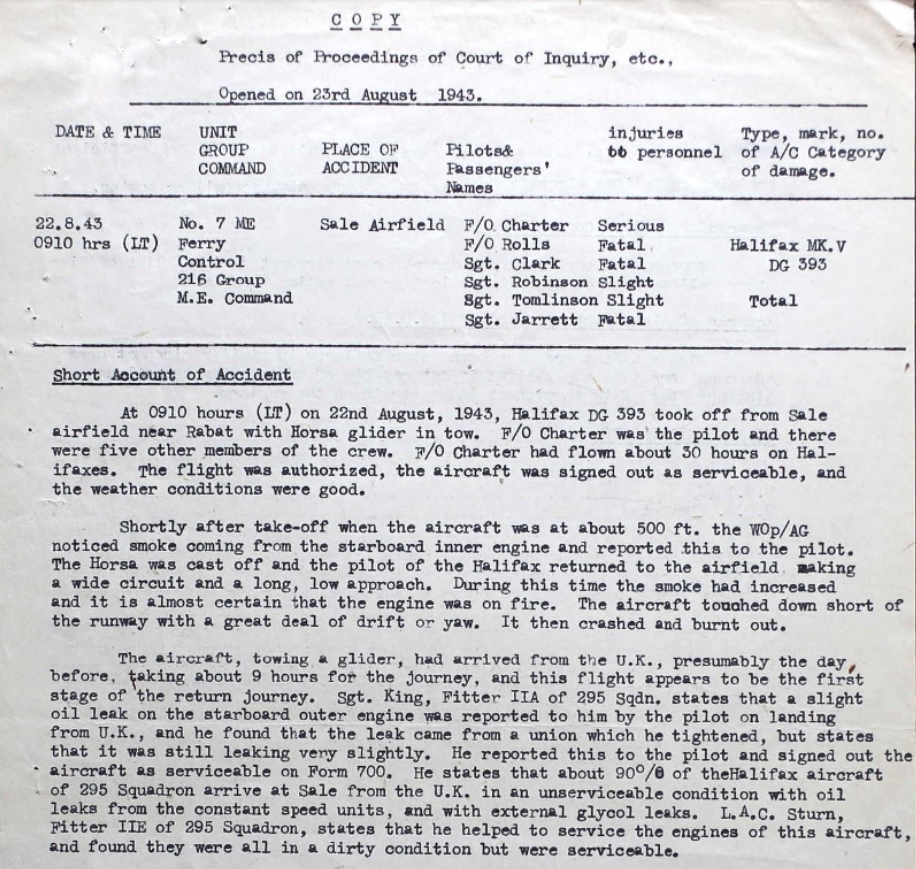 C O P Y
Precis of Proceedings of Court of Inquiry, etc.,
Opened on 23rd August 1943.
DATE & TIME UNIT GROUP COMMAND PLACE OF ACCIDENT Pilots& Passengers' Names injuries to personnel Type, mark, no. of A/C Category of damage.
22.8.43 No. 7 ME Sale Airfield F/O. Charter Serious
0910 hrs (LT) Ferry F/O Rolls Fatal Halifax MK.V
Control Sgt. Clark Fatal DG 393
216 Group Sgt. Robinson Slight
M.E. Command Sgt. Tomlinson Slight Total
Sgt. Jarrett Fatal
Short Account of Accident
At 0910 hours (LT) on 22nd August, 1943, Halifax DG 393 took off from Sale
airfield near Rabat with Horsa glider in tow. F/O Charter was the pilot and there
were five other members of the crew. F/O Charter had flown about 30 hours on Hal-
ifaxes. The flight was authorized, the aircraft was signed out as serviceable, and
the weather conditions were good.
Shortly after take-off when the aircraft was at about 500 ft. the WOp/AG
noticed smoke coming from the starboard inner engine and reported this to the pilot.
The Horsa was cast off and the pilot of the Halifax returned to the airfield making
a wide circuit and a long, low approach. During this time the smoke had increased
and it is almost certain that the engine was on fire. The aircraft touched down short of
the runway with a great deal of drift or yaw. It then crashed and burnt out.
The aircraft, towing a glider, had arrived from the U.K., presumably the day
before, taking about 9 hours for the journey, and this flight appears to be the first
stage of the return journey. Sgt. King, Fitter IIA of 295 Sqdn. states that a slight
oil leak on the starboard outer engine was reported to him by the pilot on landing
from U.K., and he found that the leak came from a union which he tightened, but states
that it was still leaking very slightly. He reported this to the pilot and signed out the
aircraft as serviceable on Form 700. He states that about 90°/0 of theHalifax aircraft
of 295 Squadron arrive at Sale from the U.K. in an unserviceable condition with oil
leaks from the constant speed units, and with external glycol leaks. L.A.C. Sturn,
Fitter IIE of 295 Squadron, states that he helped to service the engines of this aircraft,
and found they were all in a dirty condition but were serviceable.